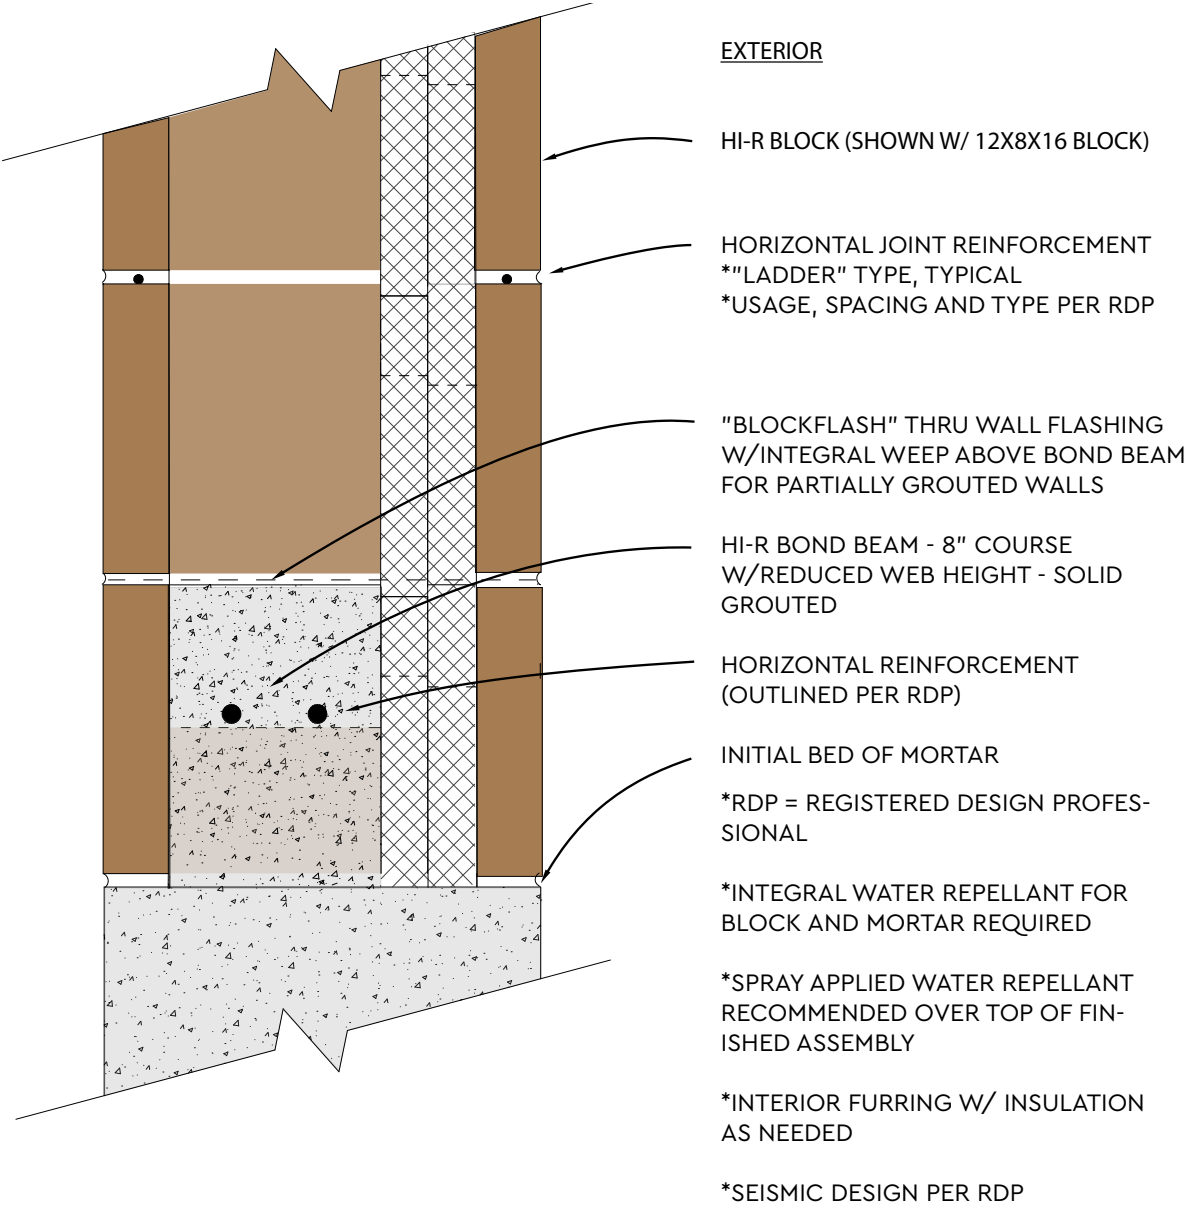 EXTERIOR
HI-R BLOCK (SHOWN W/ 12X8X16 BLOCK)
HORIZONTAL JOINT REINFORCEMENT
*"LADDER" TYPE, TYPICAL
*USAGE, SPACING AND TYPE PER RDP
"BLOCKFLASH" THRU WALL FLASHING
W/INTEGRAL WEEP ABOVE BOND BEAM
FOR PARTIALLY GROUTED WALLS
HI-R BOND BEAM - 8" COURSE
W/REDUCED WEB HEIGHT - SOLID
GROUTED
HORIZONTAL REINFORCEMENT
(OUTLINED PER RDP)
INITIAL BED OF MORTAR
*RDP = REGISTERED DESIGN PROFES-
SIONAL
*INTEGRAL WATER REPELLANT FOR
BLOCK AND MORTAR REQUIRED
*SPRAY APPLIED WATER REPELLANT
RECOMMENDED OVER TOP OF FIN-
ISHED ASSEMBLY
*INTERIOR FURRING W/ INSULATION
AS NEEDED
*SEISMIC DESIGN PER RDP